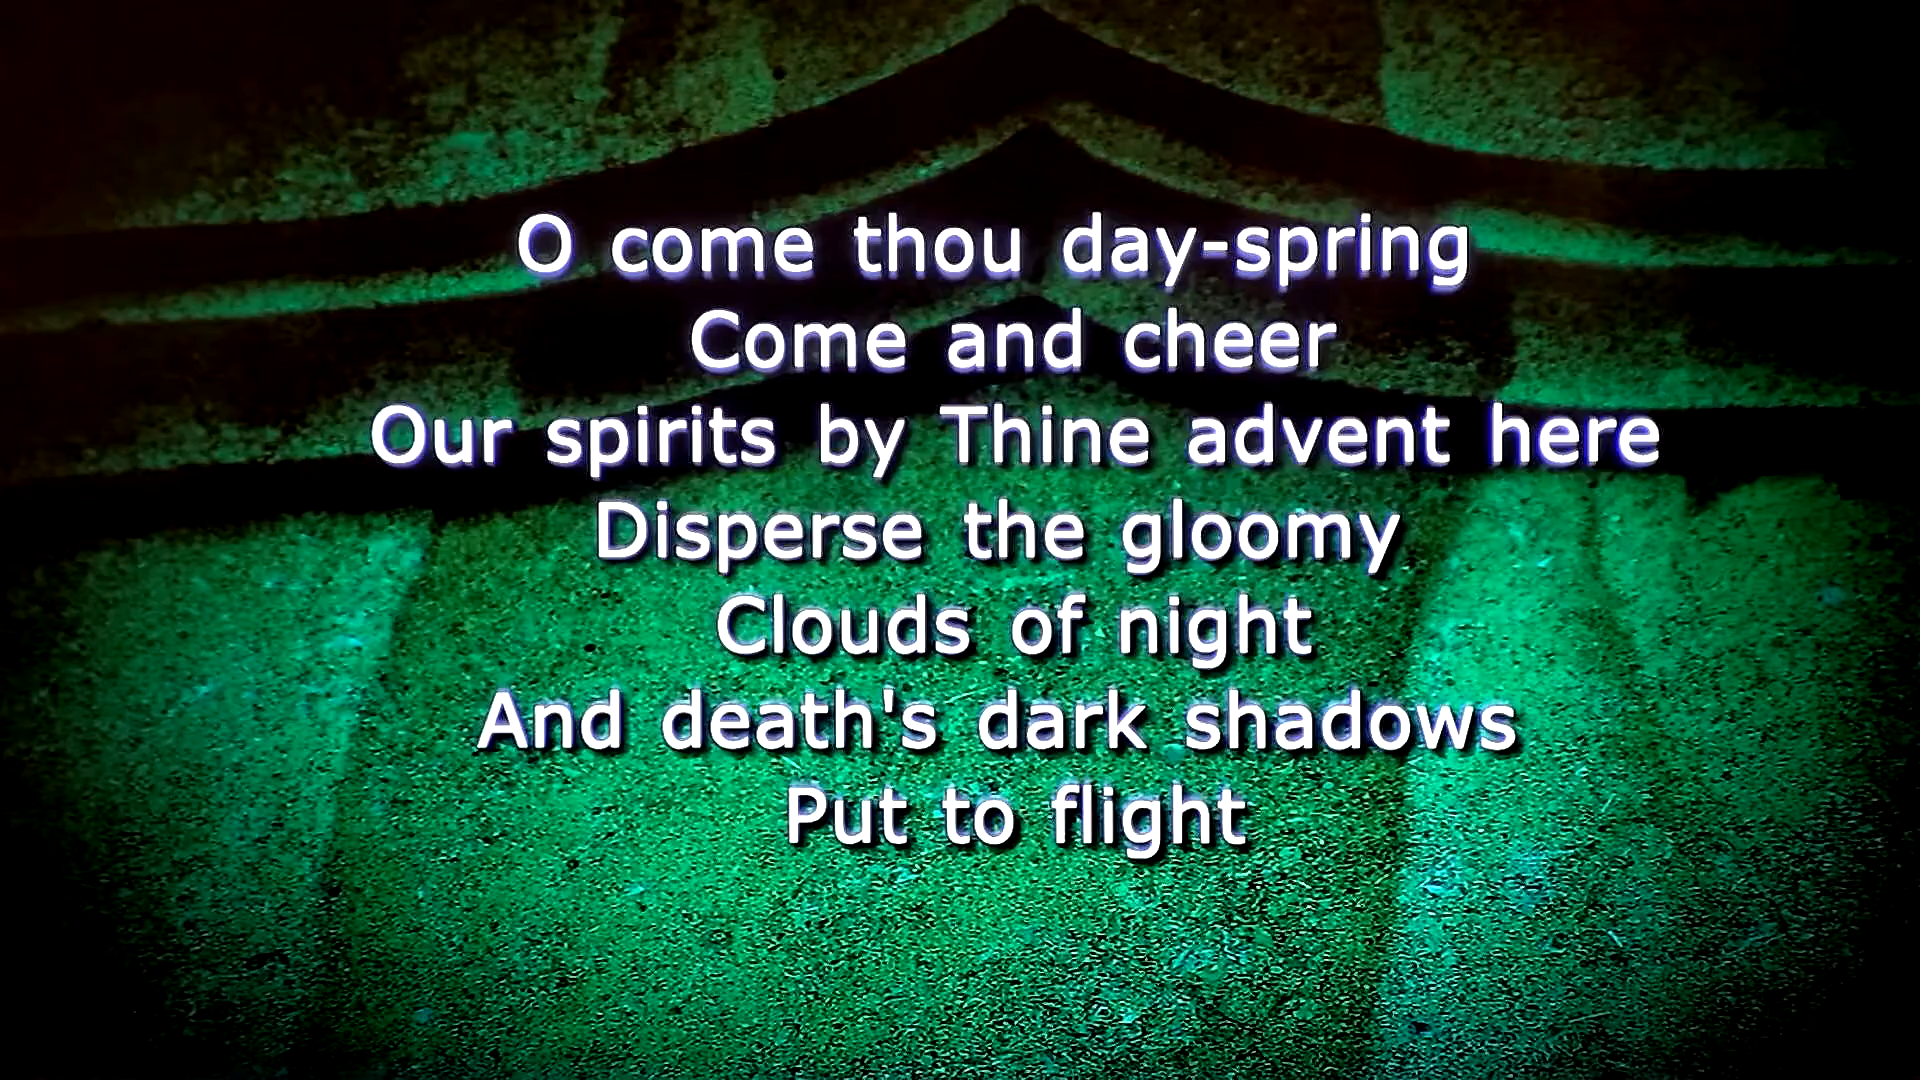 O come thou day-spring
Come and cheer
Our spirits by Thine advent here
Disperse the gloomy
Clouds of night
And death's dark shadows
Put to flight